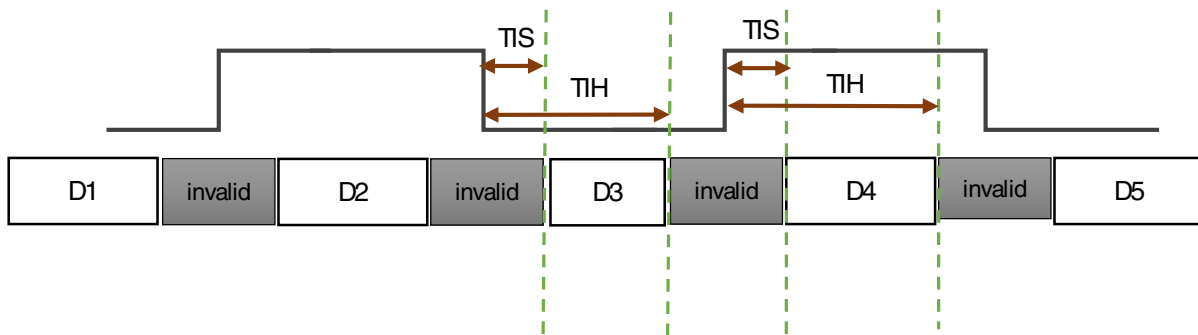 TIS
TIS
TIH
TIH
D1 invalid D2 invalid D3 invalid D4 invalid D5